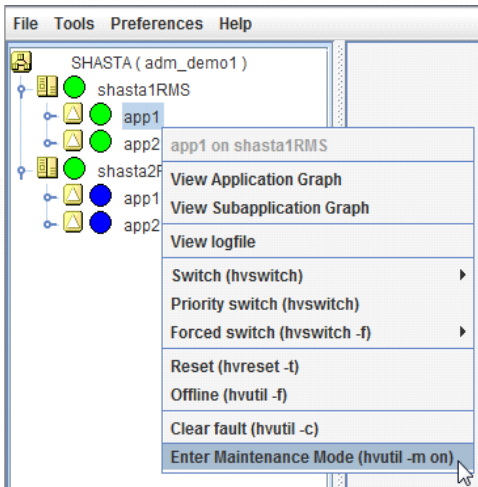 File Tools Preferences Help
SHASTA ( adm_demo1 )
shasta1RMS
app1
app2
app1 on shasta1RMS
View Application Graph
shasta2R
app1
View Subapplication Graph
app2
View logfile
Switch (hvswitch)
Priority switch (hvswitch)
Forced switch (hvswitch -f)
Reset (hvreset -t)
Offline (hvutil -f)
Clear fault (hvutil -c)
Enter Maintenance Mode (hvutil -m on)